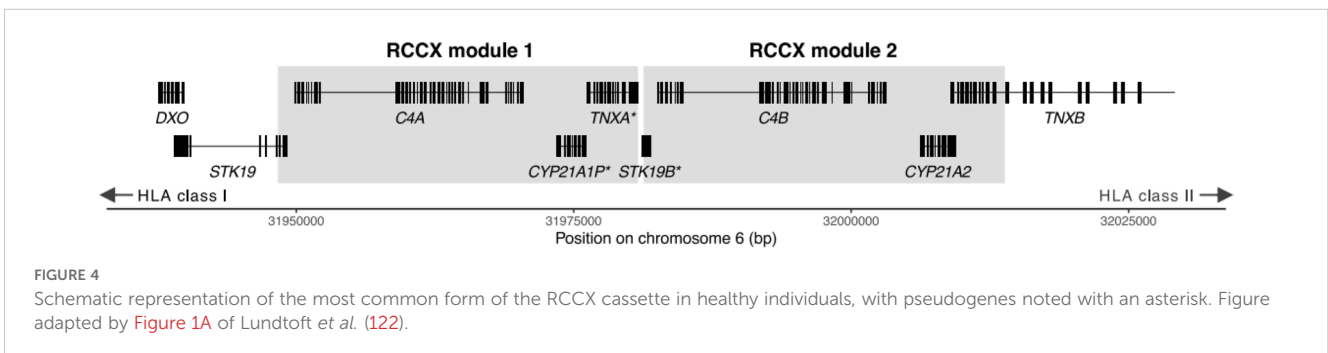 RCCX module 1 RCCX module 2
DXO C4A TNXA* C4B TNXB
STK19 CYP21A1P* STK19B* CYP21A2
HLA class I HLA class II
31950000 31975000 32000000 32025000
Position on chromosome 6 (bp)
FIGURE 4
Schematic representation of the most common form of the RCCX cassette in healthy individuals, with pseudogenes noted with an asterisk. Figure
adapted by Figure 1A of Lundtoft et al. (122).